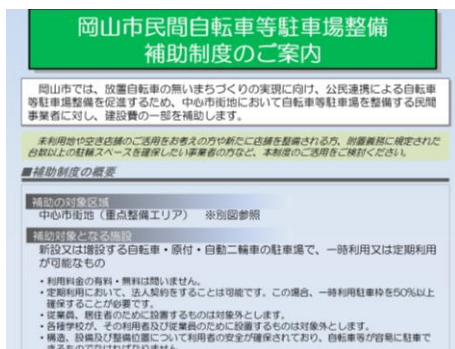 岡山市民間自転車等駐車場整備
補助制度のご案内
岡山市では、放置自転車の無いまちづくりの実現に向け、公民連携による自転車
等駐車場整備を促進するため、中心市街地において自転車等駐車場を整備する民間
事業者に対し、建設費の一部を補助します。
未利用地や空き店舗のご活用をお考えの方や新たに店舗を整備される方、附置義務に規定された
台数以上の駐輪スペースを確保したい事業者の方など、本制度のご活用をご検討ください。
■補助制度の概要
補助の対象区域
中心市街地（重点整備エリア） ※別図参照
補助対象となる施設
新設又は増設する自転車・原付・自動二輪車の駐車場で、一時利用又は定期利用
が可能なもの
・利用料金の有料・無料は問いません。
・定期利用において、法人契約をすることは可能です。この場合、一時利用駐車枠を50%以上
確保することが必要です。
・従業員、居住者のために設置するものは対象外とします。
・各種学校が、その利用者及び従業員のために設置するものは対象外とします。
・構造、設備及び整備位置について利用者の安全が確保されており、自転車等が容易に駐車で
きるものでなければなりません。